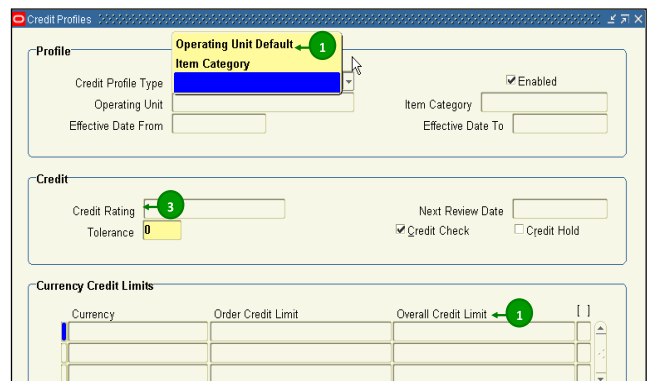 Credit Profiles
Operating Unit Default 1
Item Category
Profile
Credit Profile Type Enabled
Operating Unit Item Category
Effective Date From Effective Date To
Credit
Credit Rating 3 Next Review Date
Tolerance 0 Credit Check Credit Hold
Currency Credit Limits
Currency Order Credit Limit Overall Credit Limit 1 [ ]